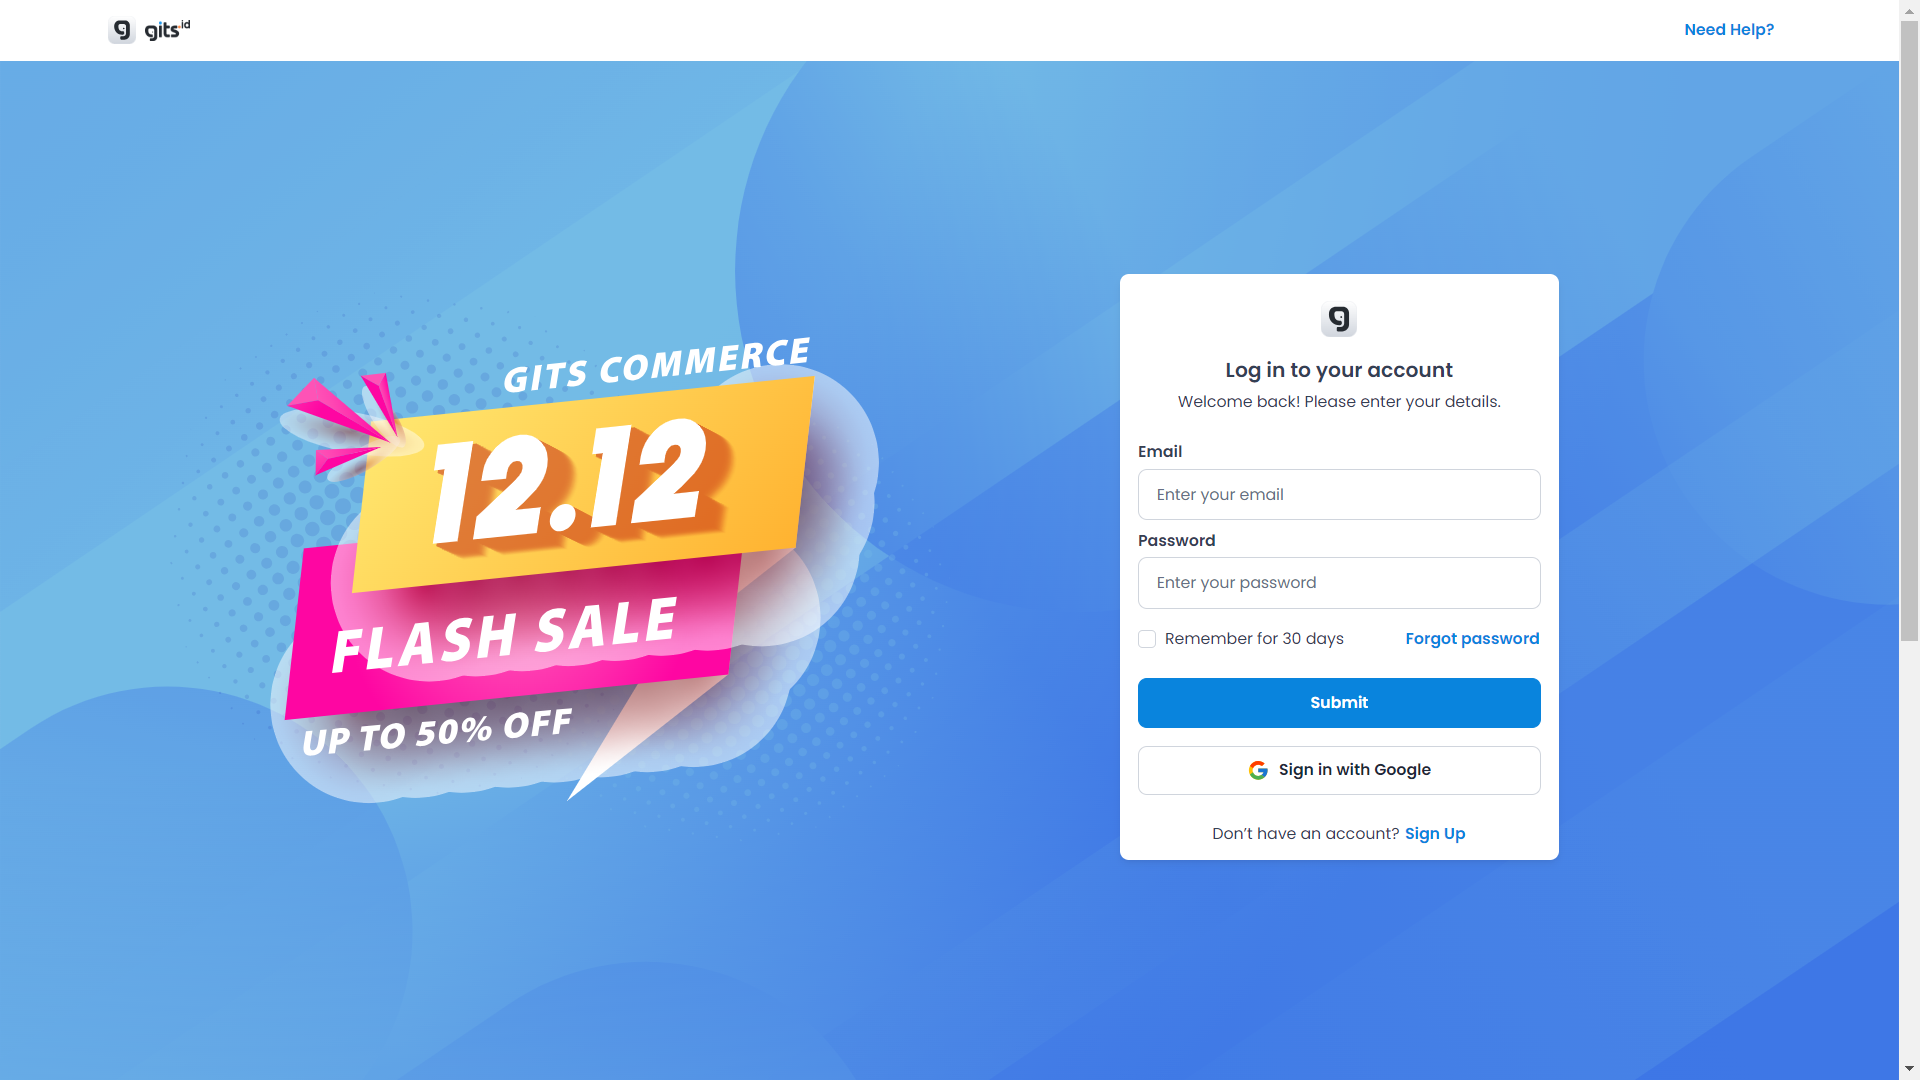 gits.id
Need Help?
GITS COMMERCE
12.12
FLASH SALE
UP TO 50% OFF
Log in to your account
Welcome back! Please enter your details.
Email
Enter your email
Password
Enter your password
Remember for 30 days
Forgot password
Submit
Sign in with Google
Don’t have an account? Sign Up